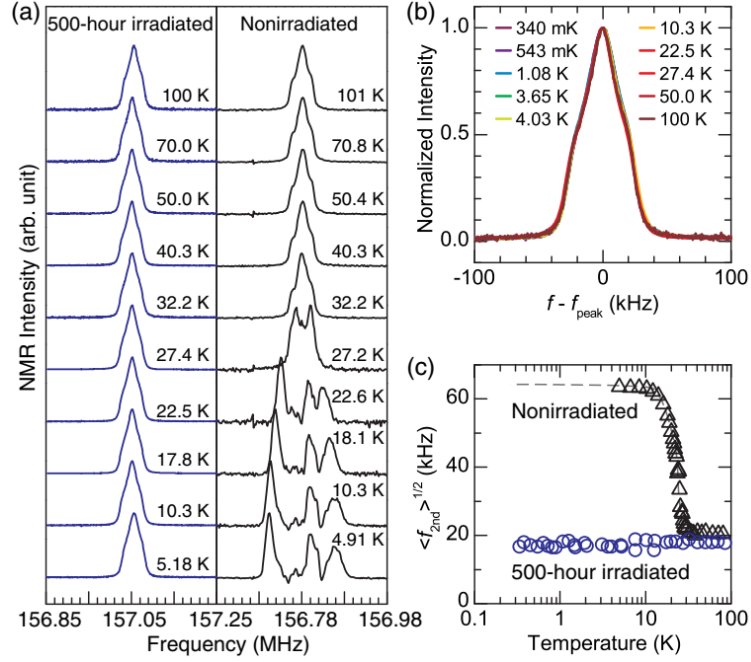 (a)
500-hour irradiated
Nonirradiated
100 K
101 K
70.0 K
70.8 K
50.0 K
50.4 K
40.3 K
40.3 K
32.2 K
32.2 K
27.4 K
27.2 K
22.5 K
22.6 K
17.8 K
18.1 K
10.3 K
10.3 K
5.18 K
4.91 K
NMR Intensity (arb. unit)
156.85 157.05 157.25 156.78 156.98
Frequency (MHz)
(b)
340 mK
543 mK
1.08 K
3.65 K
4.03 K
10.3 K
22.5 K
27.4 K
50.0 K
100 K
Normalized Intensity
1.0
0.5
0.0
-100 0 100
f - fpeak (kHz)
(c)
60
40
20
0
<f2nd>1/2 (kHz)
Nonirradiated
500-hour irradiated
0.1 1 10 100
Temperature (K)